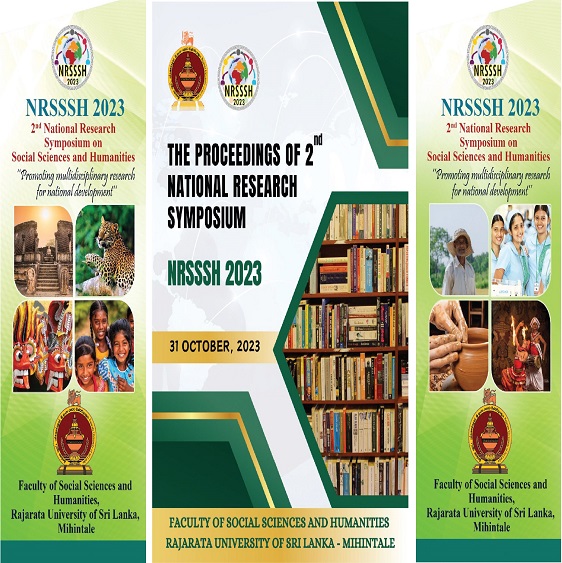 NRSSSH
2023
NRSSSH 2023
2nd National Research
Symposium on
Social Sciences and Humanities
"Promoting multidisciplinary research
for national development"
Faculty of Social Sciences and
Humanities,
Rajarata University of Sri Lanka,
Mihintale
NRSSSH
2023
THE PROCEEDINGS OF 2nd
NATIONAL RESEARCH
SYMPOSIUM
NRSSSH 2023
31 OCTOBER, 2023
FACULTY OF SOCIAL SCIENCES AND HUMANITIES
RAJARATA UNIVERSITY OF SRI LANKA - MIHINTALE
NRSSSH
2023
NRSSSH 2023
2nd National Research
Symposium on
Social Sciences and Humanities
"Promoting multidisciplinary research
for national development"
Faculty of Social Sciences and
Humanities,
Rajarata University of Sri Lanka,
Mihintale